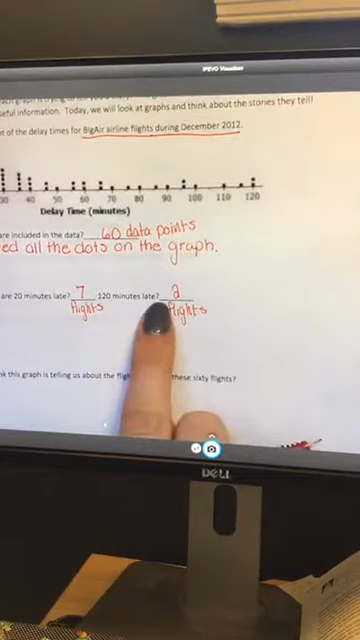 IPEVO Visualizer
seful information. Today, we will look at graphs and think about the stories they tell!
ot of the delay times for BigAir airline flights during December 2012.
30 40 50 60 70 80 90 100 110 120
Delay Time (minutes)
are included in the data? 60 data points
ed all the dots on the graph.
are 20 minutes late? 7 flights 120 minutes late? 2 flights
nk this graph is telling us about the fligh these sixty flights?
DELL